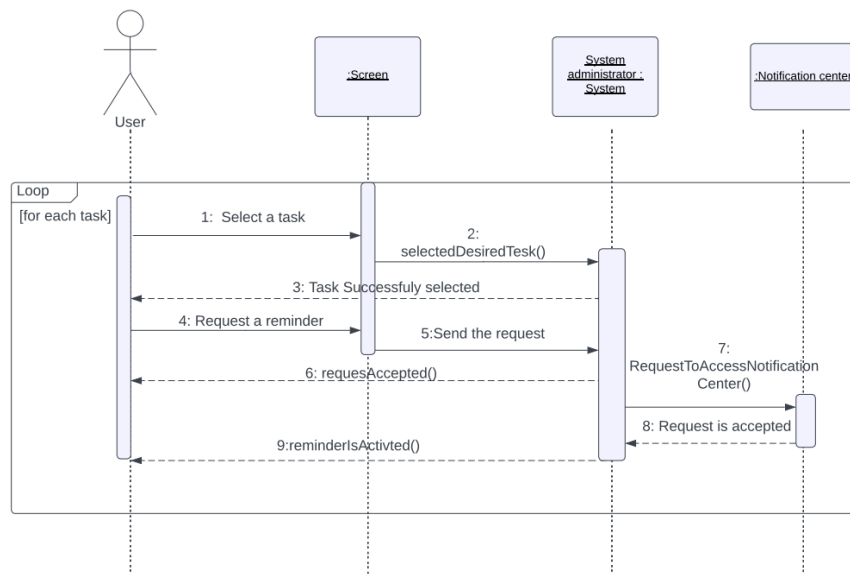 :Screen
System
administrator :
System
:Notification center
User
Loop
[for each task]
1:  Select a task
2:
selectedDesiredTesk()
3: Task Successfuly selected
4: Request a reminder
5:Send the request
6: requesAccepted()
7:
RequestToAccessNotification
Center()
8: Request is accepted
9:reminderIsActivted()